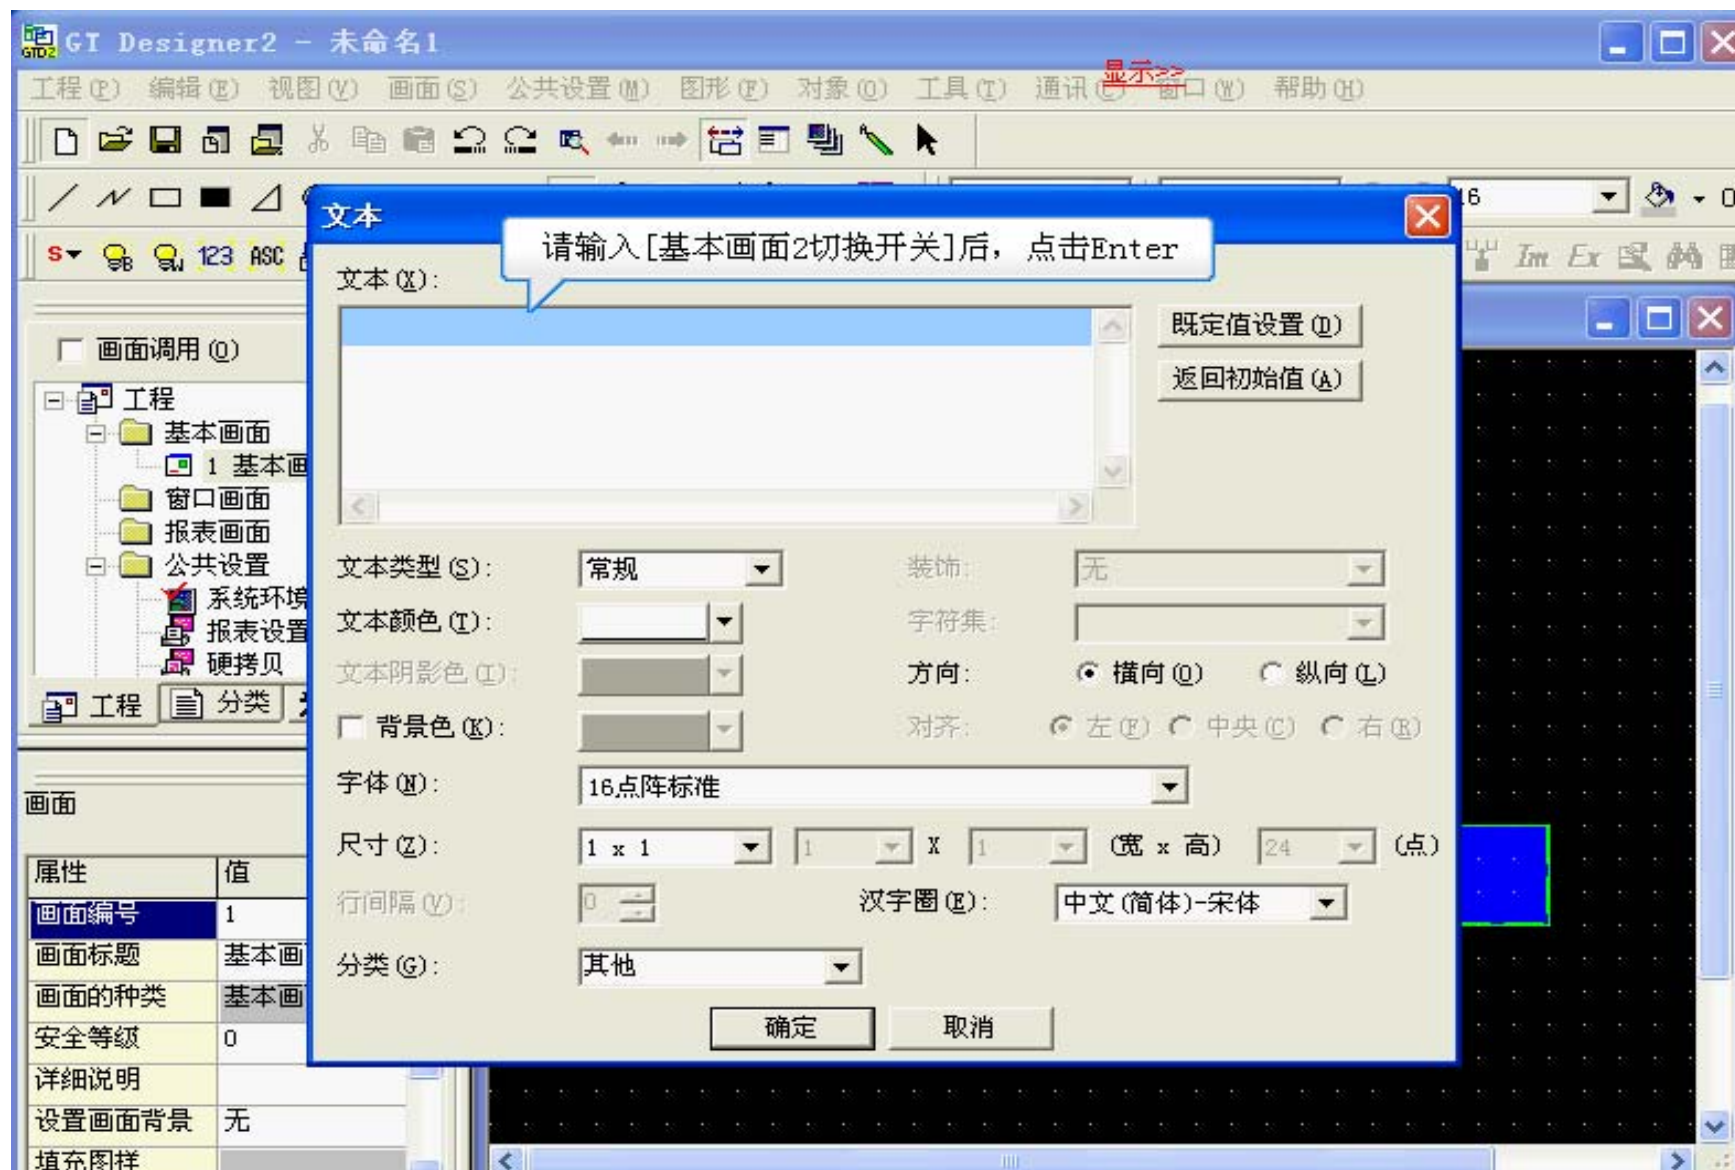 GT Designer2 - 未命名1
工程(P) 编辑(E) 视图(V) 画面(S) 公共设置(M) 图形(F) 对象(O) 工具(T) 通讯(C) 窗口(W) 帮助(H)
显示>>
16
S 123 ASC
Im Ex
文本
请输入[基本画面2切换开关]后，点击Enter
文本(X):
既定值设置(D)
返回初始值(A)
画面调用(O)
工程
基本画面
1 基本画
窗口画面
报表画面
公共设置
系统环境
报表设置
硬拷贝
工程 分类
文本类型(S): 常规 装饰: 无
文本颜色(T): 字符集:
文本阴影色(I): 方向: 横向(O) 纵向(L)
背景色(K): 对齐: 左(F) 中央(C) 右(R)
字体(N): 16点阵标准
尺寸(Z): 1 x 1 1 X 1 (宽 x 高) 24 (点)
行间隔(V): 0 汉字圈(E): 中文(简体)-宋体
分类(G): 其他
确定 取消
画面
属性 值
画面编号 1
画面标题 基本画
画面的种类 基本画
安全等级 0
详细说明
设置画面背景 无
填充图样